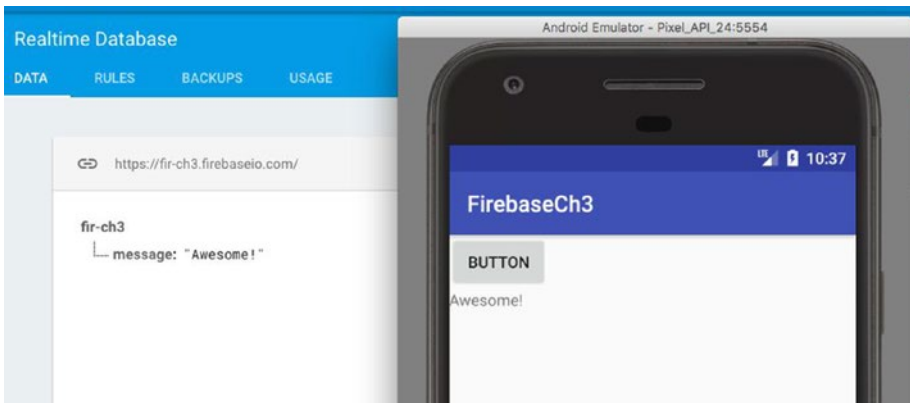 Realtime Database
DATA RULES BACKUPS USAGE
https://fir-ch3.firebaseio.com/
fir-ch3
message: "Awesome!"
Android Emulator - Pixel_API_24:5554
LTE 10:37
FirebaseCh3
BUTTON
Awesome!